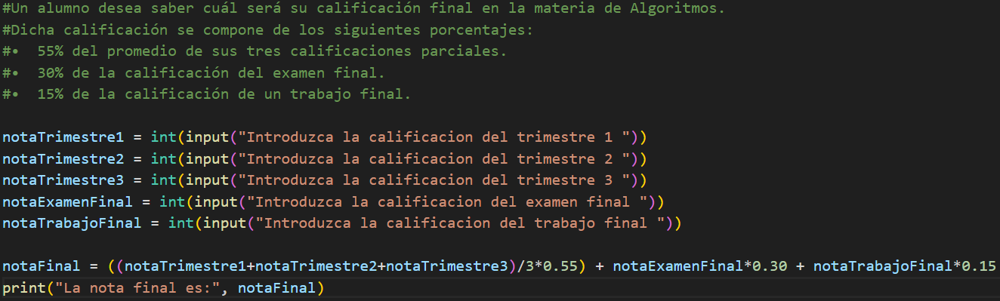 #Un alumno desea saber cuál será su calificación final en la materia de Algoritmos.
#Dicha calificación se compone de los siguientes porcentajes:
#•  55% del promedio de sus tres calificaciones parciales.
#•  30% de la calificación del examen final.
#•  15% de la calificación de un trabajo final.

notaTrimestre1 = int(input("Introduzca la calificacion del trimestre 1 "))
notaTrimestre2 = int(input("Introduzca la calificacion del trimestre 2 "))
notaTrimestre3 = int(input("Introduzca la calificacion del trimestre 3 "))
notaExamenFinal = int(input("Introduzca la calificacion del examen final "))
notaTrabajoFinal = int(input("Introduzca la calificacion del trabajo final "))

notaFinal = ((notaTrimestre1+notaTrimestre2+notaTrimestre3)/3*0.55) + notaExamenFinal*0.30 + notaTrabajoFinal*0.15
print("La nota final es:", notaFinal)